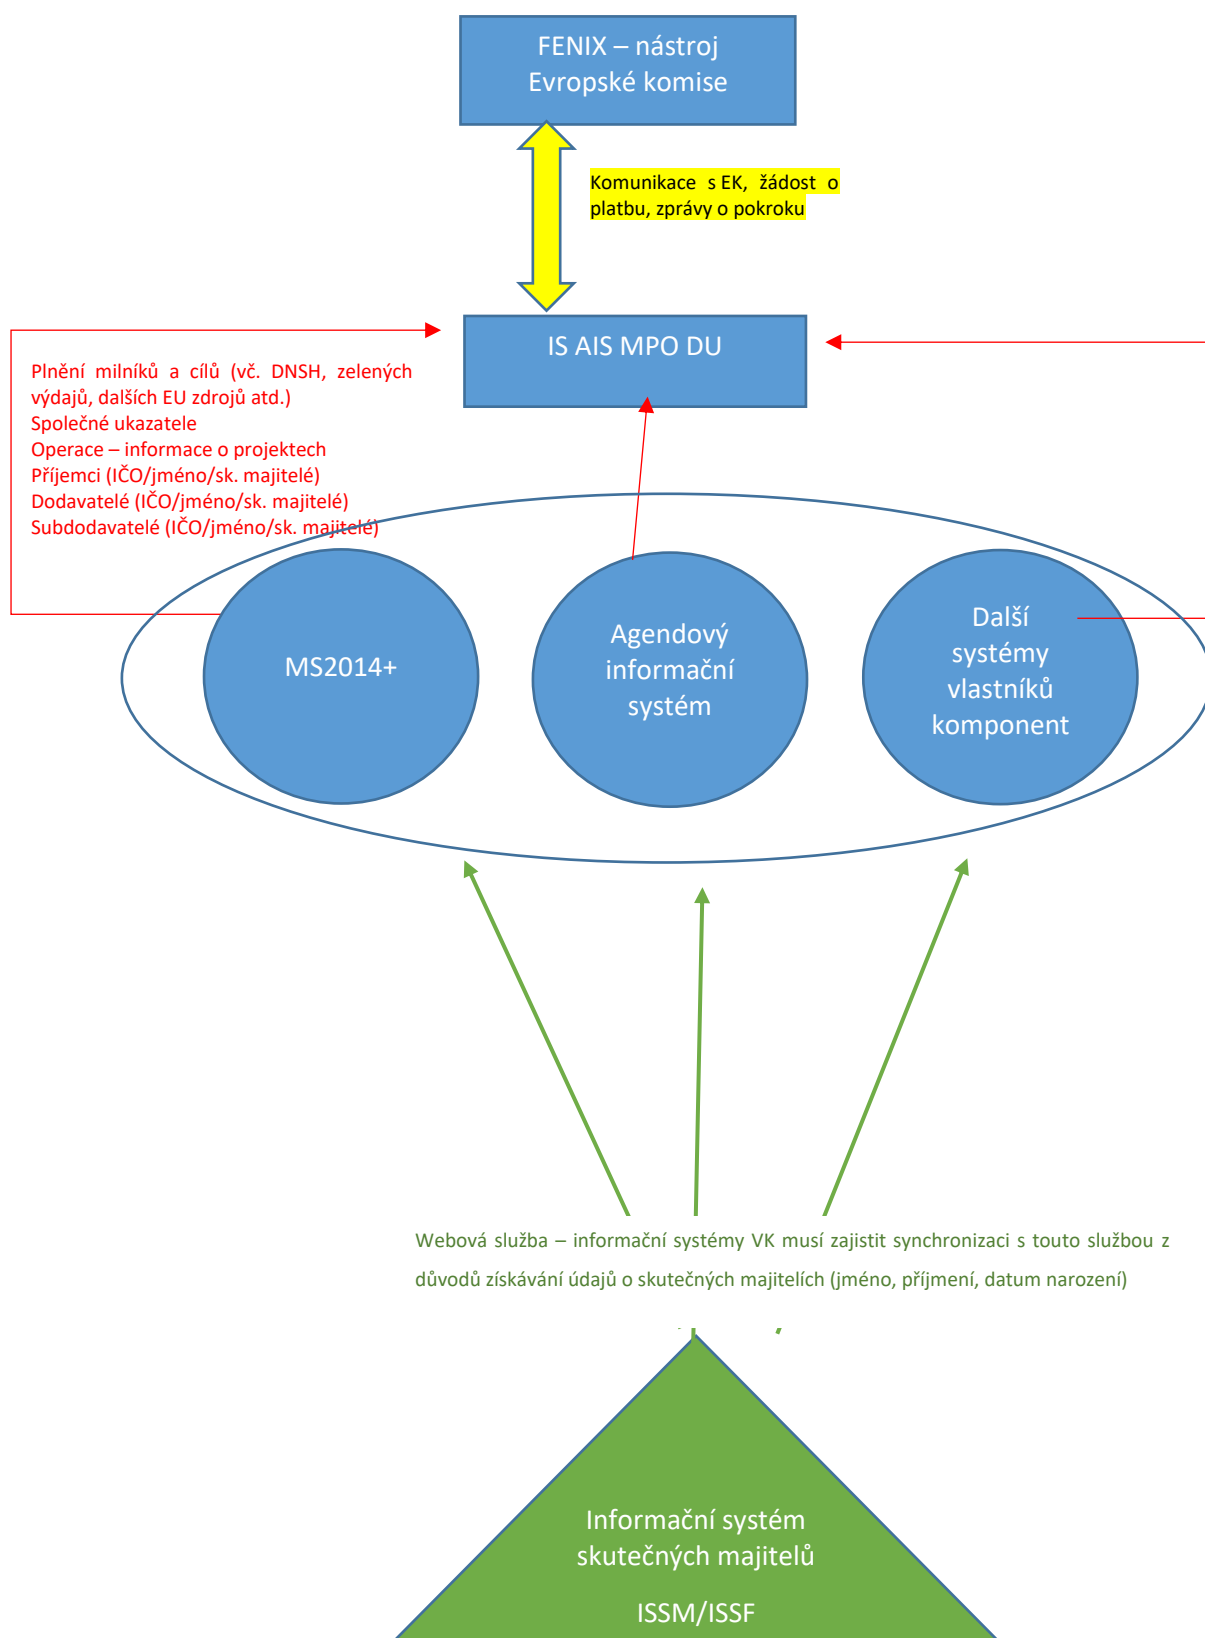 FENIX – nástroj
Evropské komise
Komunikace s EK, žádost o
platbu, zprávy o pokroku
IS AIS MPO DU
Plnění milníků a cílů (vč. DNSH, zelených
výdajů, dalších EU zdrojů atd.)
Společné ukazatele
Operace – informace o projektech
Příjemci (IČO/jméno/sk. majitelé)
Dodavatelé (IČO/jméno/sk. majitelé)
Subdodavatelé (IČO/jméno/sk. majitelé)
MS2014+
Agendový
informační
systém
Další
systémy
vlastníků
komponent
Webová služba – informační systémy VK musí zajistit synchronizaci s touto službou z
důvodů získávání údajů o skutečných majitelích (jméno, příjmení, datum narození)
Informační systém
skutečných majitelů
ISSM/ISSF